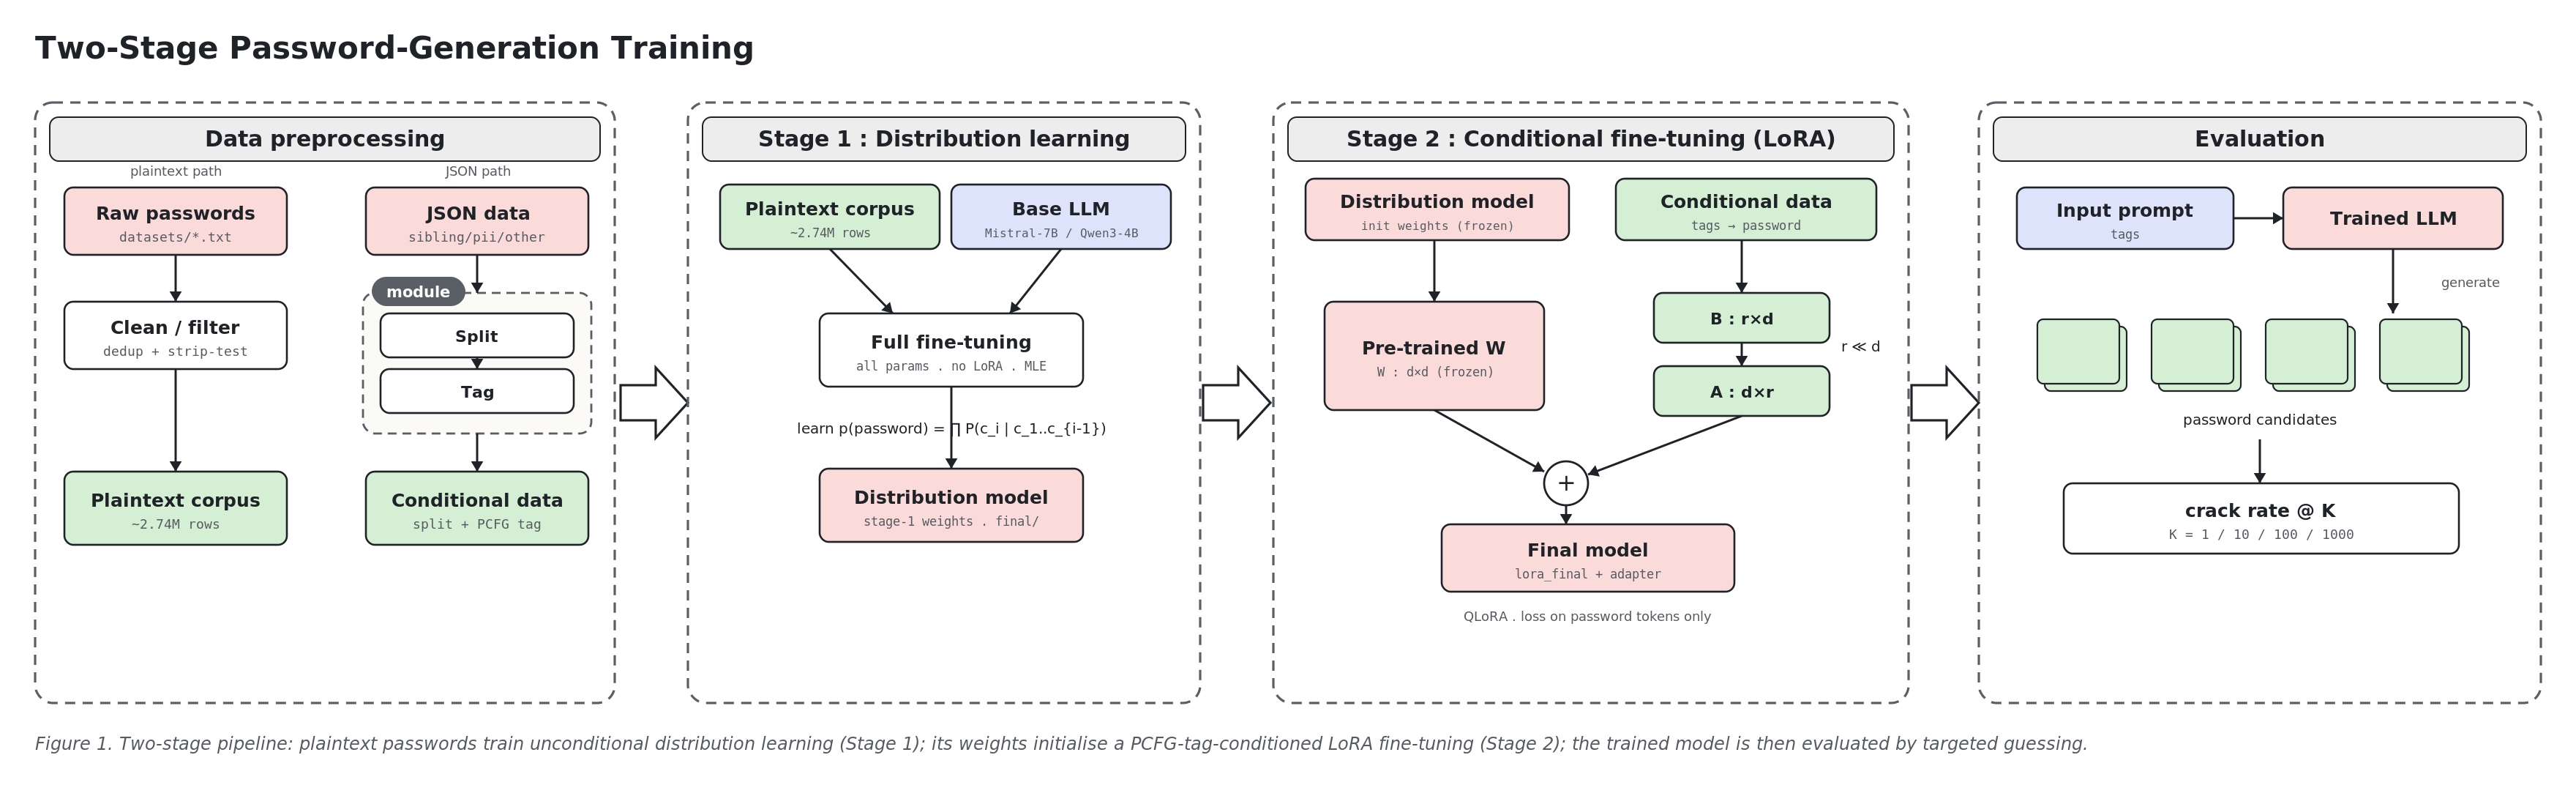 Two-Stage Password-Generation Training
Data preprocessing
plaintext path
JSON path
Raw passwords
datasets/*.txt
JSON data
sibling/pii/other
module
Clean / filter
dedup + strip-test
Split
Tag
Plaintext corpus
~2.74M rows
Conditional data
split + PCFG tag
Stage 1 : Distribution learning
Plaintext corpus
~2.74M rows
Base LLM
Mistral-7B / Qwen3-4B
Full fine-tuning
all params . no LoRA . MLE
learn p(password) = ∏ P(c_i | c_1..c_{i-1})
Distribution model
stage-1 weights . final/
Stage 2 : Conditional fine-tuning (LoRA)
Distribution model
init weights (frozen)
Conditional data
tags → password
Pre-trained W
W : d×d (frozen)
B : r×d
r ≪ d
A : d×r
+
Final model
lora_final + adapter
QLoRA . loss on password tokens only
Evaluation
Input prompt
tags
Trained LLM
generate
password candidates
crack rate @ K
K = 1 / 10 / 100 / 1000
Figure 1. Two-stage pipeline: plaintext passwords train unconditional distribution learning (Stage 1); its weights initialise a PCFG-tag-conditioned LoRA fine-tuning (Stage 2); the trained model is then evaluated by targeted guessing.